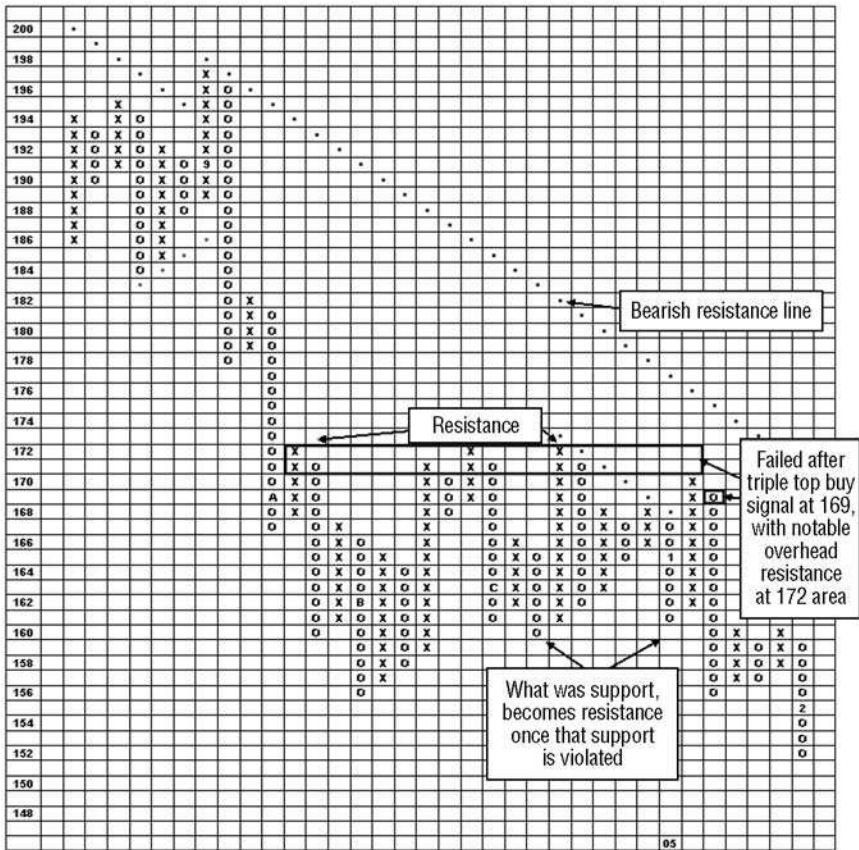 200
198
196
194
192
9
190
188
186
184
182
Bearish resistance line
180
178
176
174
Resistance
172
Failed after
triple top buy
signal at 169,
with notable
overhead
resistance
at 172 area
170
A
168
166
1
164
C
162
B
160
158
What was support,
becomes resistance
once that support
is violated
156
2
154
152
150
148
05